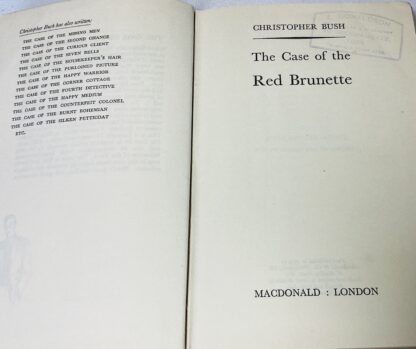 Christopher Bush has also written:
THE CASE OF THE MISSING MEN
THE CASE OF THE SECOND CHANCE
THE CASE OF THE CURIOUS CLIENT
THE CASE OF THE SEVEN BELLS
THE CASE OF THE HOUSEKEEPER'S HAIR
THE CASE OF THE PURLOINED PICTURE
THE CASE OF THE HAPPY WARRIOR
THE CASE OF THE CORNER COTTAGE
THE CASE OF THE FOURTH DETECTIVE
THE CASE OF THE HAPPY MEDIUM
THE CASE OF THE COUNTERFEIT COLONEL
THE CASE OF THE BURNT BOHEMIAN
THE CASE OF THE SILKEN PETTICOAT
ETC.
CHRISTOPHER BUSH
LONDON
The Case of the
Red Brunette
MACDONALD : LONDON